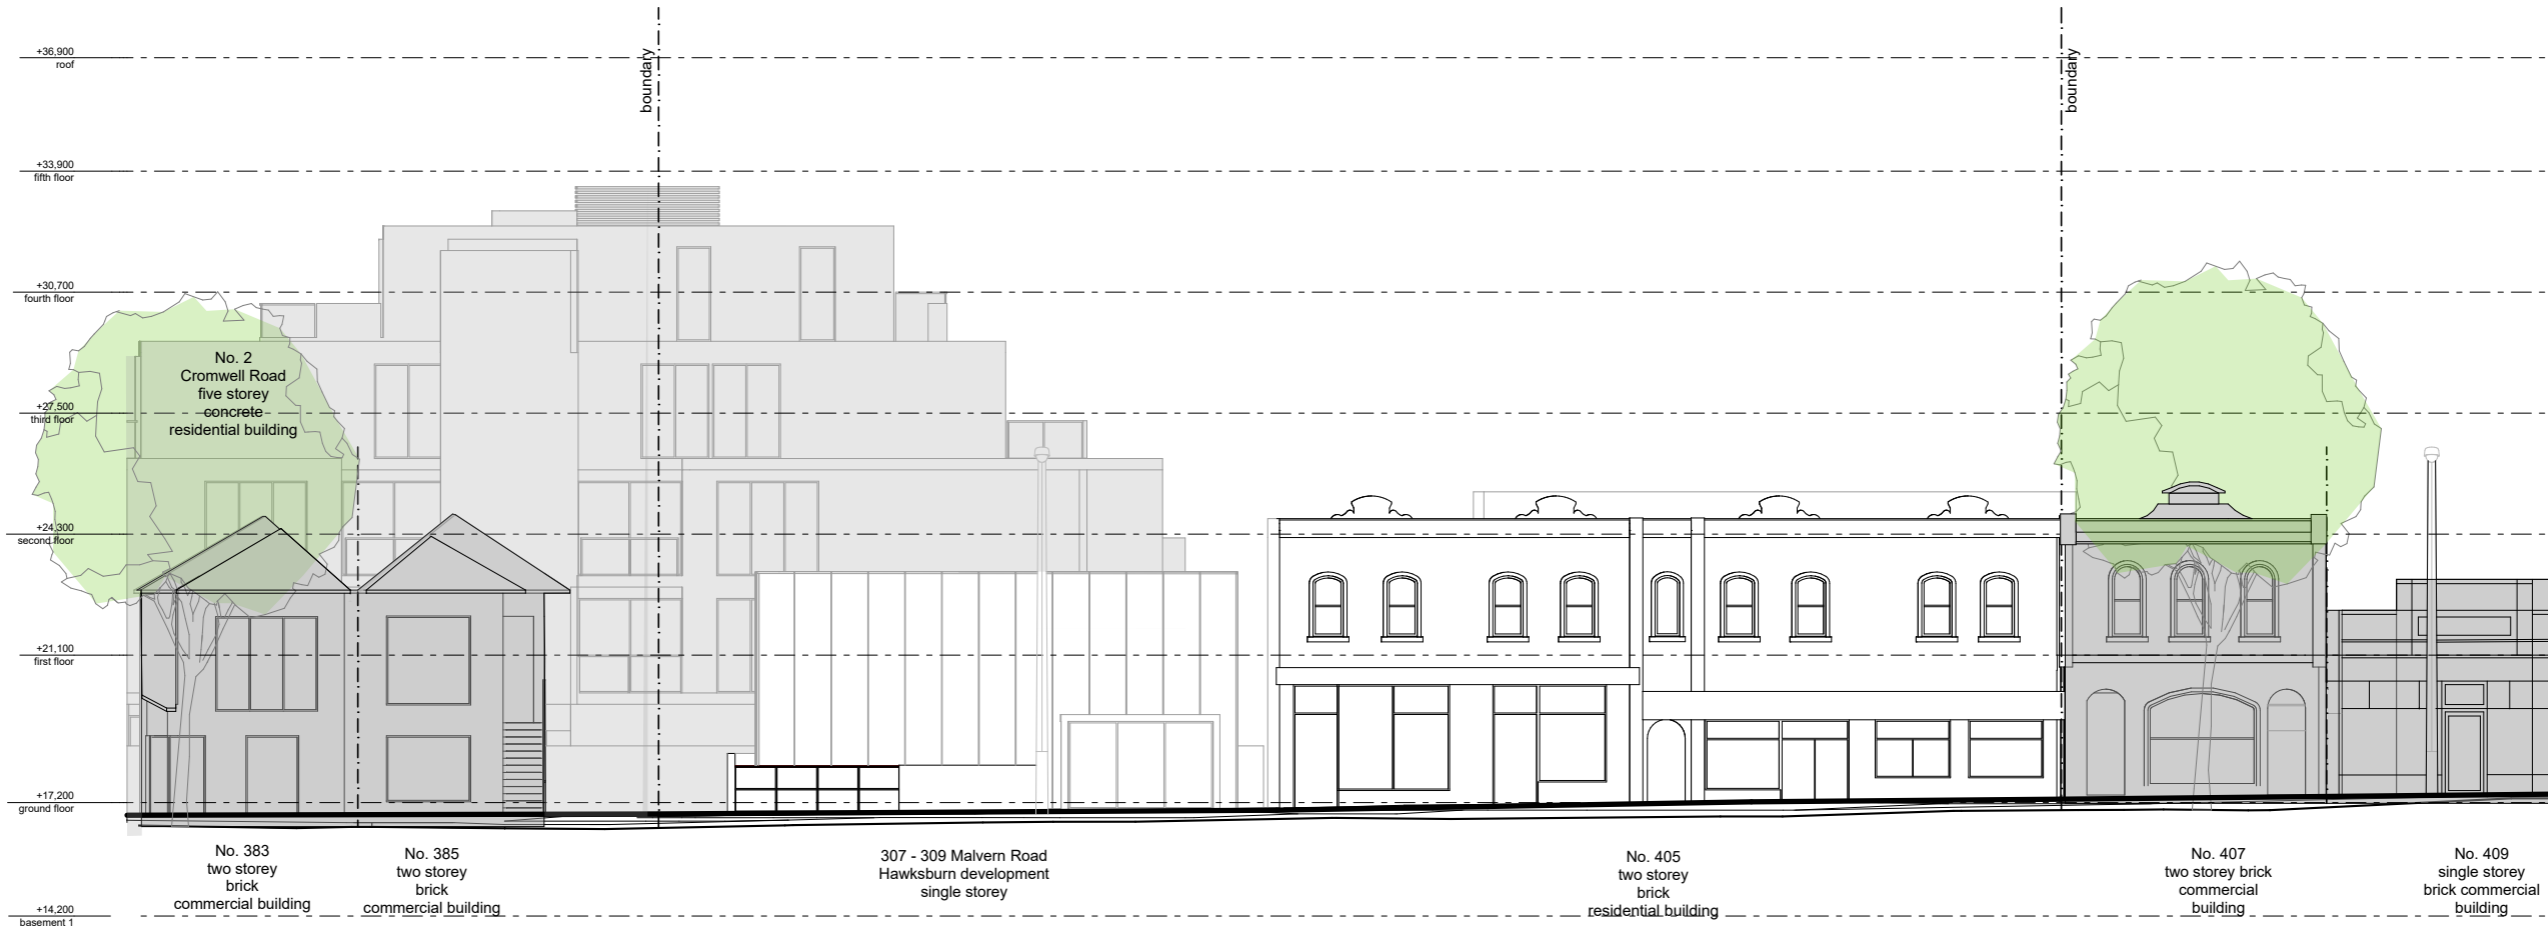 +36,900
roof
boundary
boundary
+33,900
fifth floor
+30,700
fourth floor
No. 2
Cromwell Road
five storey
concrete
residential building
+27,500
third floor
+24,300
second floor
+21,100
first floor
+17,200
ground floor
No. 383
two storey
brick
commercial building
No. 385
two storey
brick
commercial building
307 - 309 Malvern Road
Hawksburn development
single storey
No. 405
two storey
brick
residential building
No. 407
two storey brick
commercial
building
No. 409
single storey
brick commercial
building
+14,200
basement 1